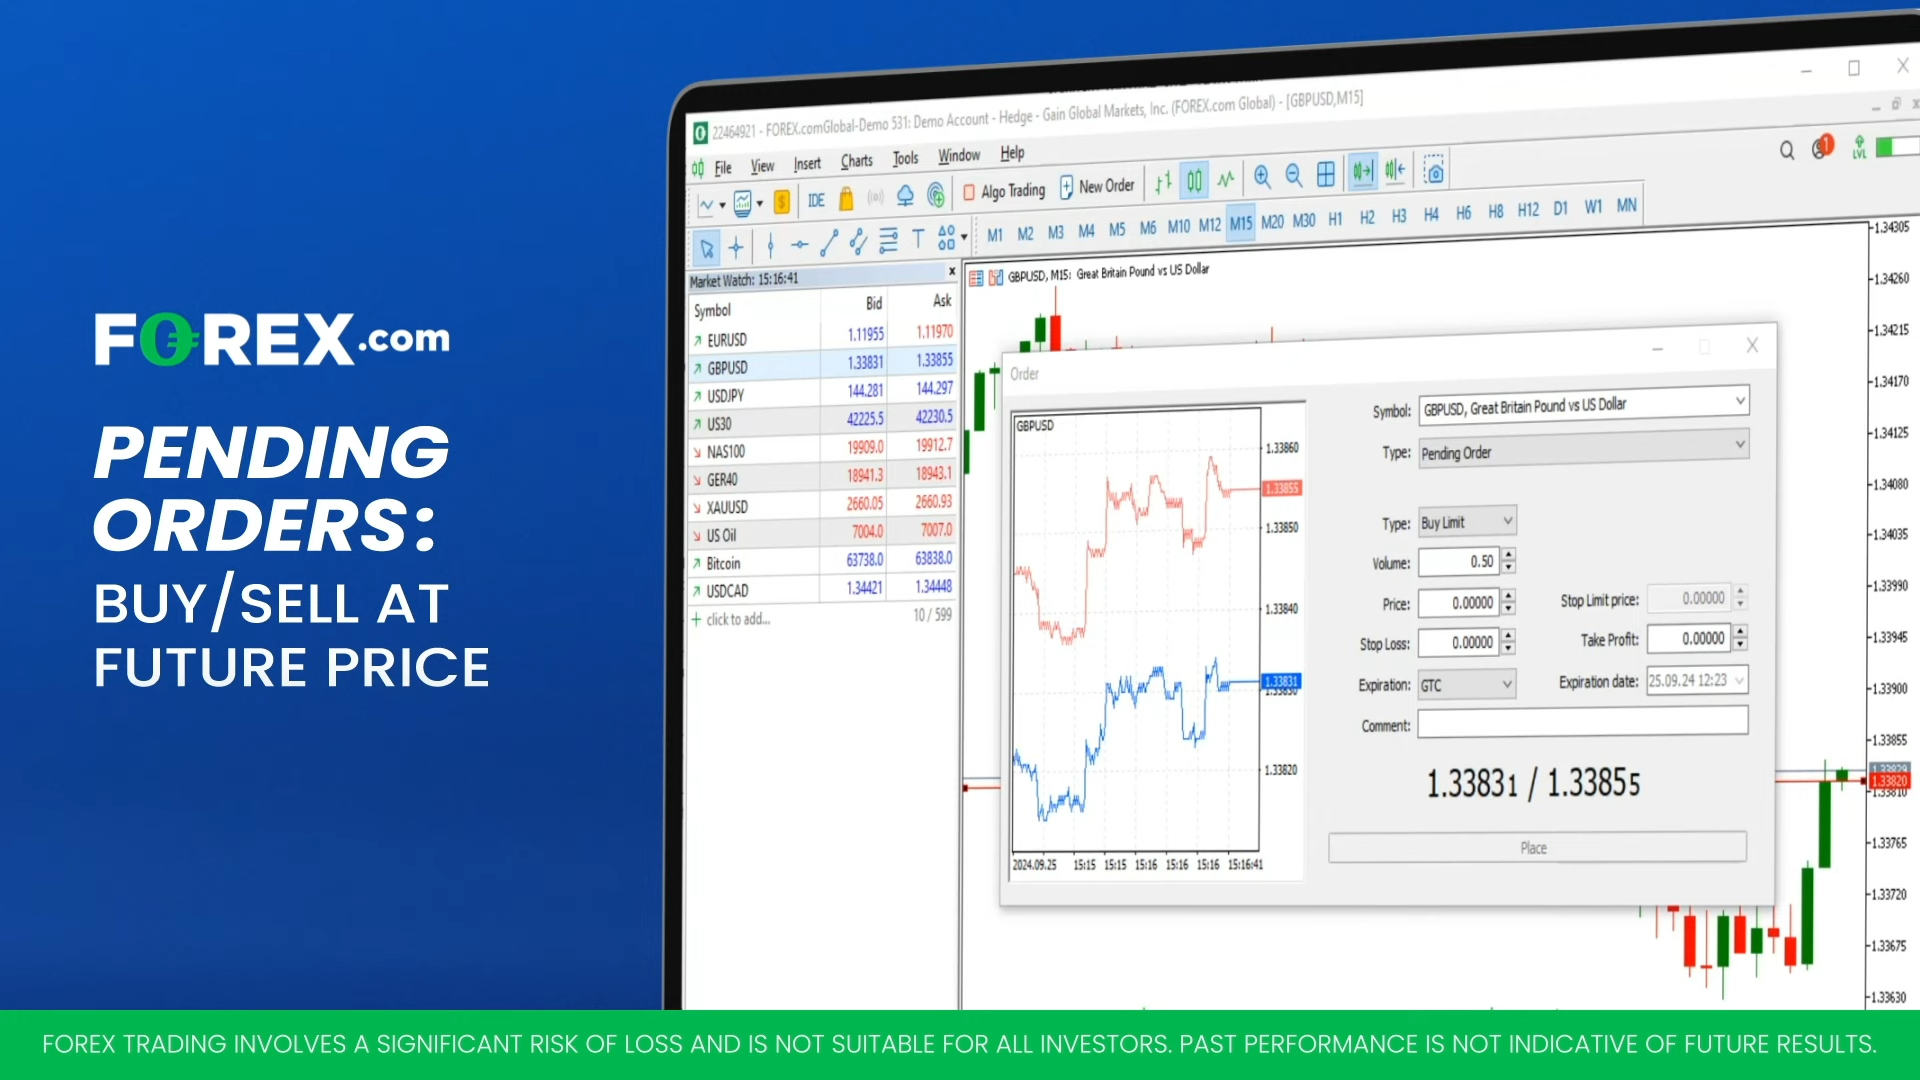 FOREX.com
PENDING
ORDERS:
BUY/SELL AT
FUTURE PRICE
22464921 - FOREX.comGlobal-Demo 531: Demo Account - Hedge - Gain Global Markets, Inc. (FOREX.com Global) - [GBPUSD,M15]
File View Insert Charts Tools Window Help
1
LVL
IDE Algo Trading New Order
M1 M2 M3 M4 M5 M6 M10 M12 M15 M20 M30 H1 H2 H3 H4 H6 H8 H12 D1 W1 MN
Market Watch: 15:16:41
Symbol Bid Ask
EURUSD 1.11955 1.11970
GBPUSD 1.33831 1.33855
USDJPY 144.281 144.297
US30 42225.5 42230.5
NAS100 19909.0 19912.7
GER40 18941.3 18943.1
XAUUSD 2660.05 2660.93
US Oil 7004.0 7007.0
Bitcoin 63738.0 63838.0
USDCAD 1.34421 1.34448
click to add... 10 / 599
GBPUSD, M15: Great Britain Pound vs US Dollar
Order
GBPUSD
1.33860
1.33855
1.33850
1.33840
1.33831
1.33830
1.33820
2024.09.25 15:15 15:15 15:16 15:16 15:16 15:16:41
Symbol: GBPUSD, Great Britain Pound vs US Dollar
Type: Pending Order
Type: Buy Limit
Volume: 0.50
Price: 0.00000 Stop Limit price: 0.00000
Stop Loss: 0.00000 Take Profit: 0.00000
Expiration: GTC Expiration date: 25.09.24 12:23
Comment:
1.33831 / 1.33855
Place
1.34305
1.34260
1.34215
1.34170
1.34125
1.34080
1.34035
1.33990
1.33945
1.33900
1.33855
1.33829
1.33820
1.33810
1.33765
1.33720
1.33675
1.33630
FOREX TRADING INVOLVES A SIGNIFICANT RISK OF LOSS AND IS NOT SUITABLE FOR ALL INVESTORS. PAST PERFORMANCE IS NOT INDICATIVE OF FUTURE RESULTS.